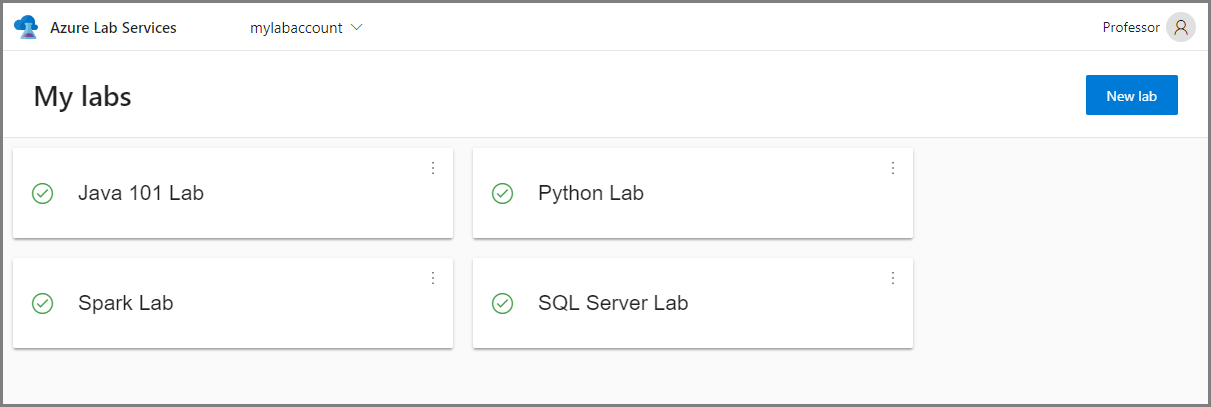 Azure Lab Services
mylabaccount
Professor
My labs
New lab
Java 101 Lab
Python Lab
Spark Lab
SQL Server Lab